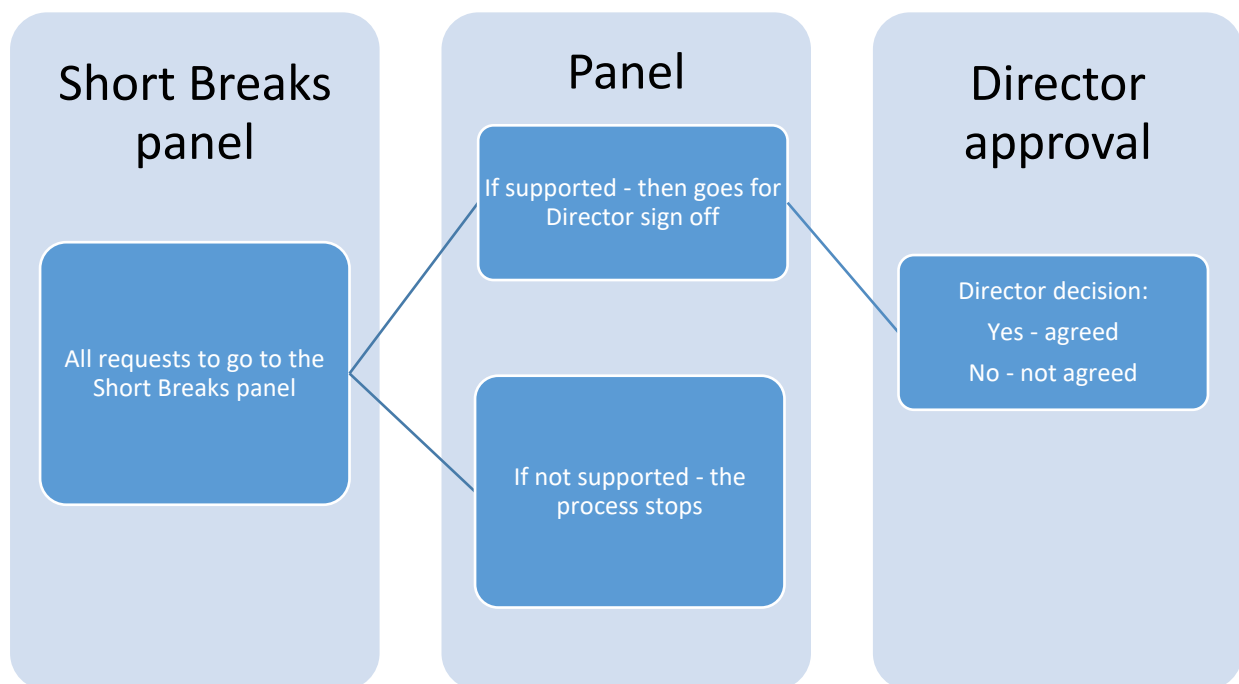 Short Breaks
panel
All requests to go to the
Short Breaks panel
Panel
If supported - then goes for
Director sign off
If not supported - the
process stops
Director
approval
Director decision:
Yes - agreed
No - not agreed